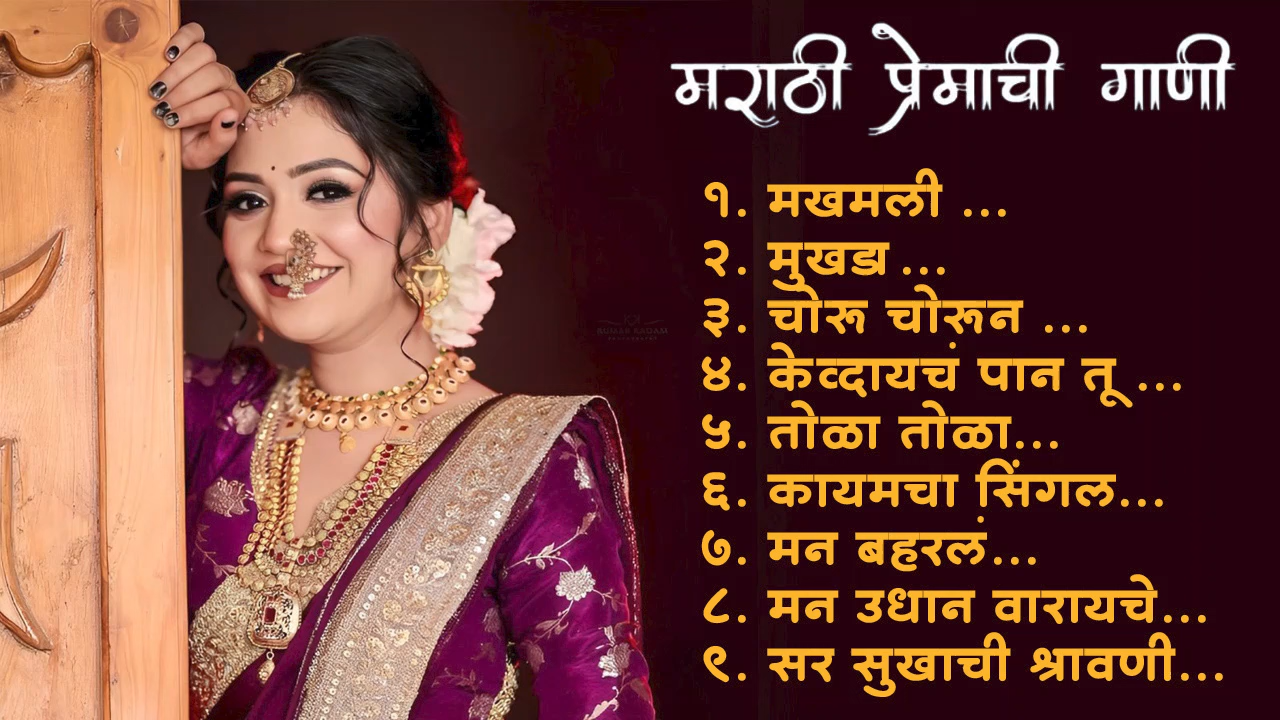 मराठी प्रेमाची गाणी
१. मखमली ...
२. मुखडा ...
३. चोरू चोरून ...
४. केव्दायचं पान तू ...
५. तोळा तोळा...
६. कायमचा सिंगल...
७. मन बहरलं...
८. मन उधान वारायचे...
९. सर सुखाची श्रावणी...